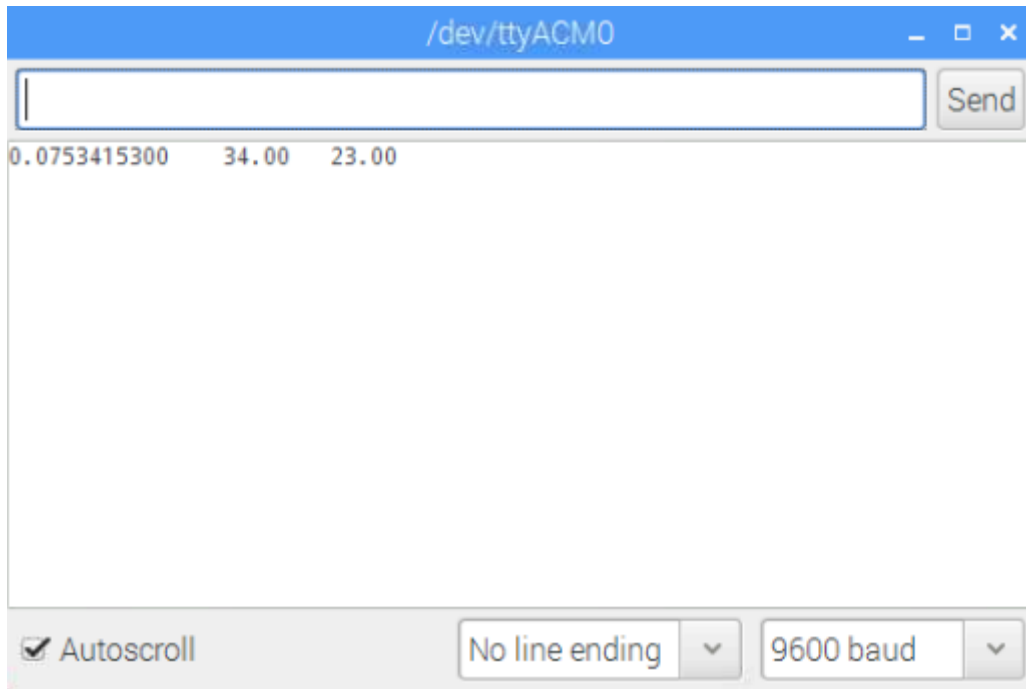 /dev/ttyACM0
Send
0.0753415300 34.00 23.00
Autoscroll
No line ending
9600 baud